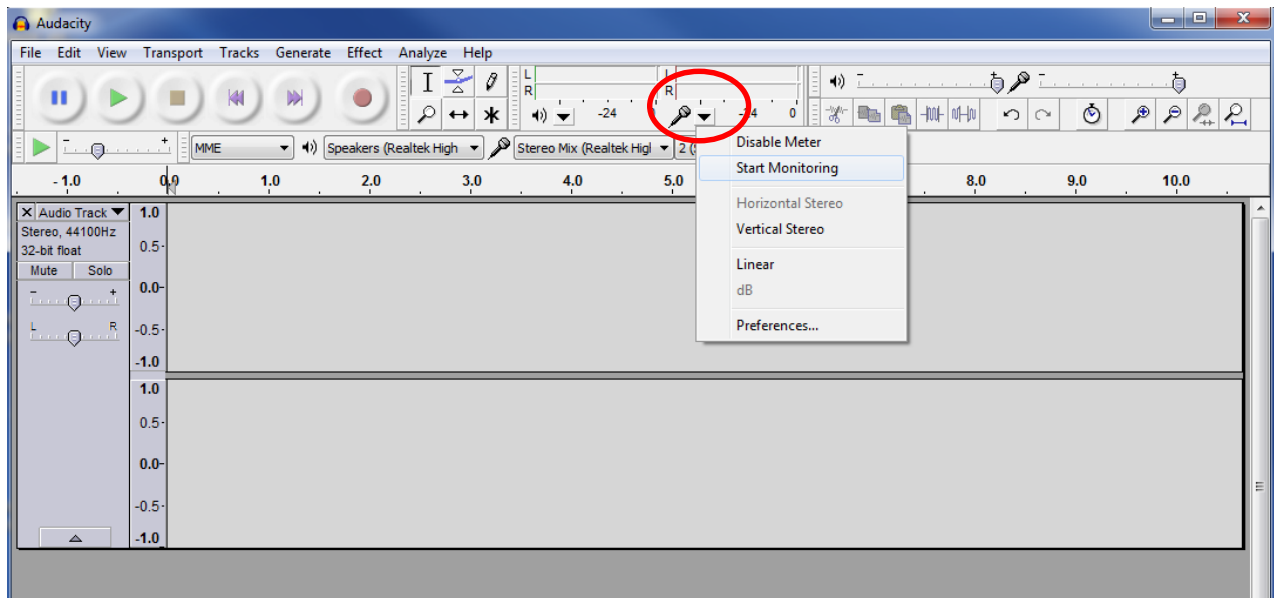 Audacity
File Edit View Transport Tracks Generate Effect Analyze Help
L L
R R
-24 -24 0
MME Speakers (Realtek High Stereo Mix (Realtek Higl 2 (
- 1.0 0.0 1.0 2.0 3.0 4.0 5.0 8.0 9.0 10.0
Disable Meter
Start Monitoring
Horizontal Stereo
Vertical Stereo
Linear
dB
Preferences...
X Audio Track 1.0
Stereo, 44100Hz
32-bit float 0.5-
Mute Solo
- + 0.0-
L R -0.5-
-1.0
1.0
0.5-
0.0-
-0.5-
-1.0